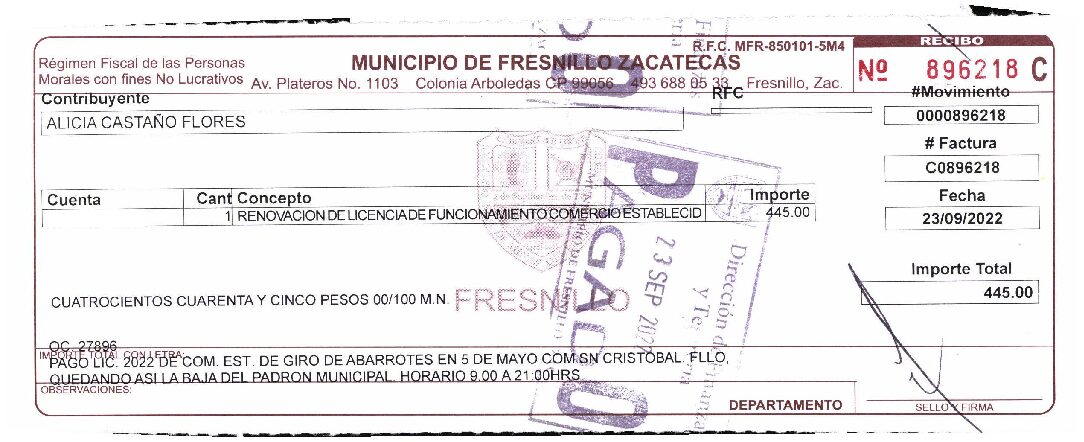 RECIBO
R.F.C. MFR-850101-5M4
Régimen Fiscal de las Personas
Morales con fines No Lucrativos
MUNICIPIO DE FRESNILLO ZACATECAS
Av. Plateros No. 1103 Colonia Arboledas CP 99056 493 688 05 33 Fresnillo, Zac.
Nº 896218 C
Contribuyente
RFC
#Movimiento
ALICIA CASTAÑO FLORES
0000896218
# Factura
C0896218
Cuenta Cant Concepto Importe
Fecha
1 RENOVACION DE LICENCIA DE FUNCIONAMIENTO COMERCIO ESTABLECID 445.00
23/09/2022
PAGADO
23 SEP 2022
Dirección de Finanzas
y Tesorería
MUNICIPIO DE FRESNILLO
Importe Total
445.00
CUATROCIENTOS CUARENTA Y CINCO PESOS 00/100 M.N.
FRESNILLO
OC. 27896
IMPORTE TOTAL CON LETRA:
PAGO LIC. 2022 DE COM. EST. DE GIRO DE ABARROTES EN 5 DE MAYO COM SN CRISTOBAL. FLLO,
QUEDANDO ASI LA BAJA DEL PADRON MUNICIPAL. HORARIO 9.00 A 21:00HRS
OBSERVACIONES:
DEPARTAMENTO
SELLO Y FIRMA